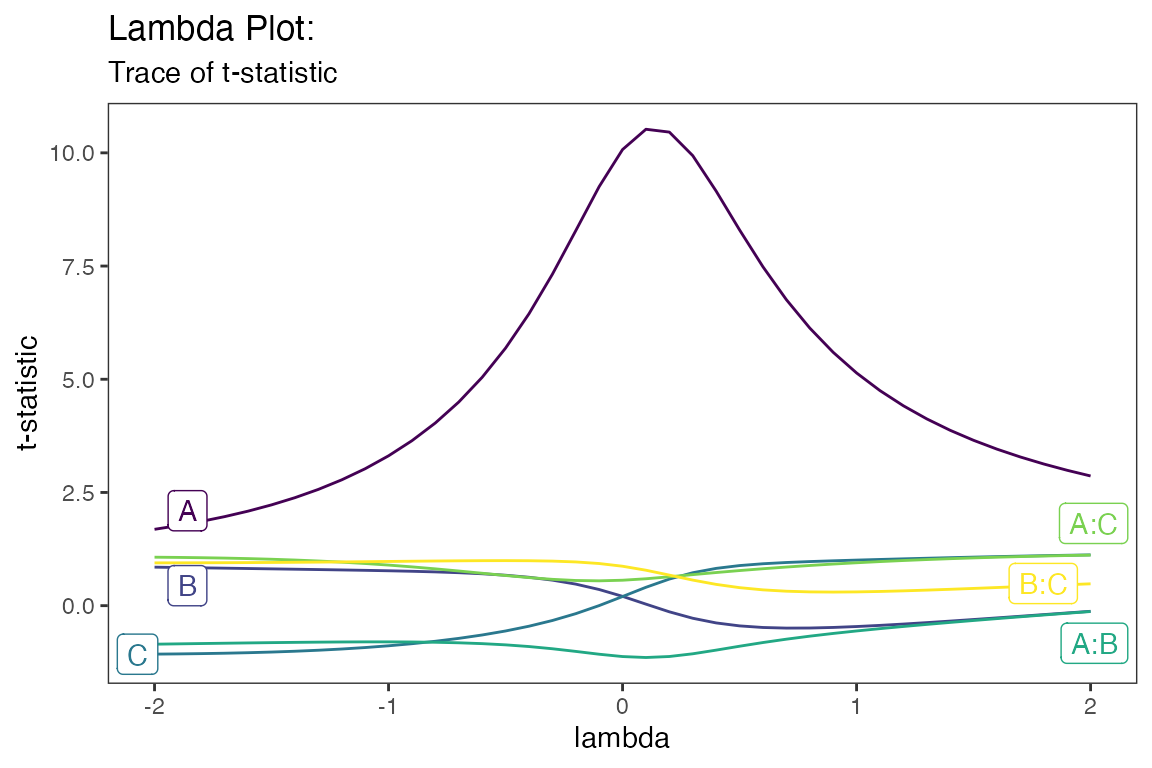 Lambda Plot:
Trace of t-statistic
10.0
7.5
5.0
2.5
0.0
t-statistic
A
B
C
A:C
B:C
A:B
-2
-1
0
1
2
lambda